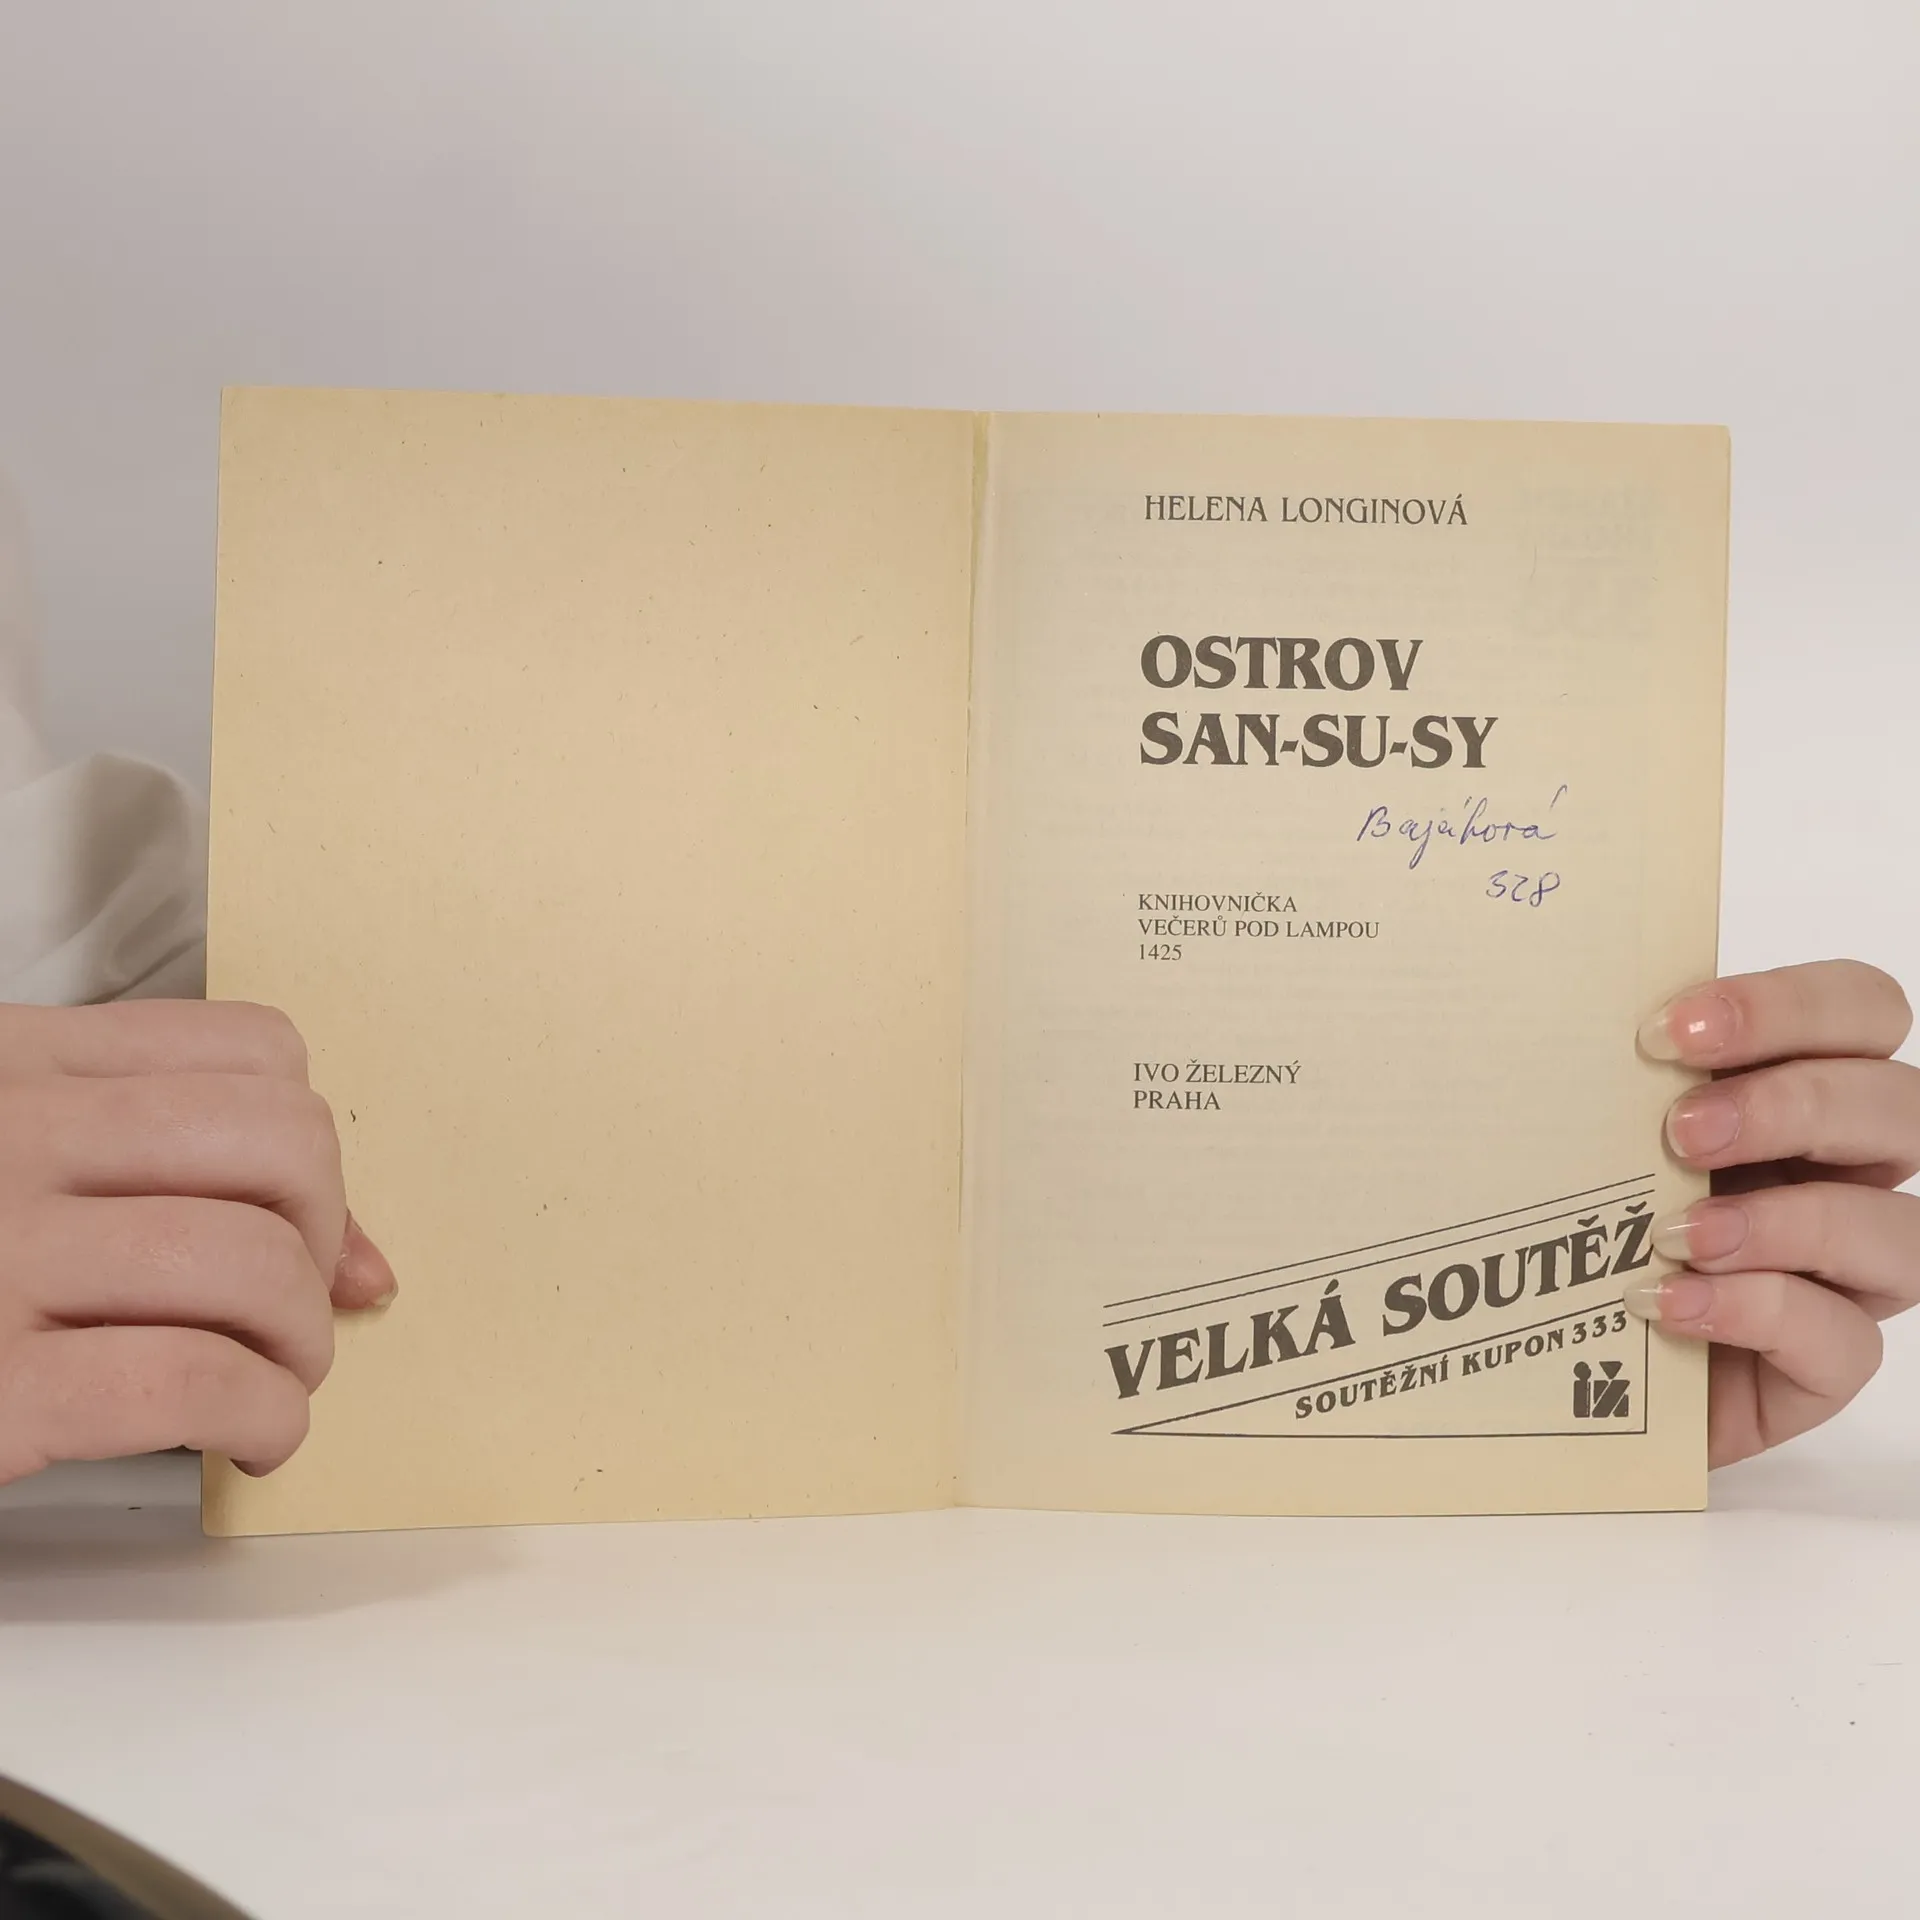 HELENA LONGINOVÁ
OSTROV
SAN-SU-SY
328
KNIHOVNIČKA
VEČERŮ POD LAMPOU
1425
IVO ŽELEZNÝ
PRAHA
VELKÁ SOUTĚŽ
SOUTĚŽNÍ KUPON 333
iž